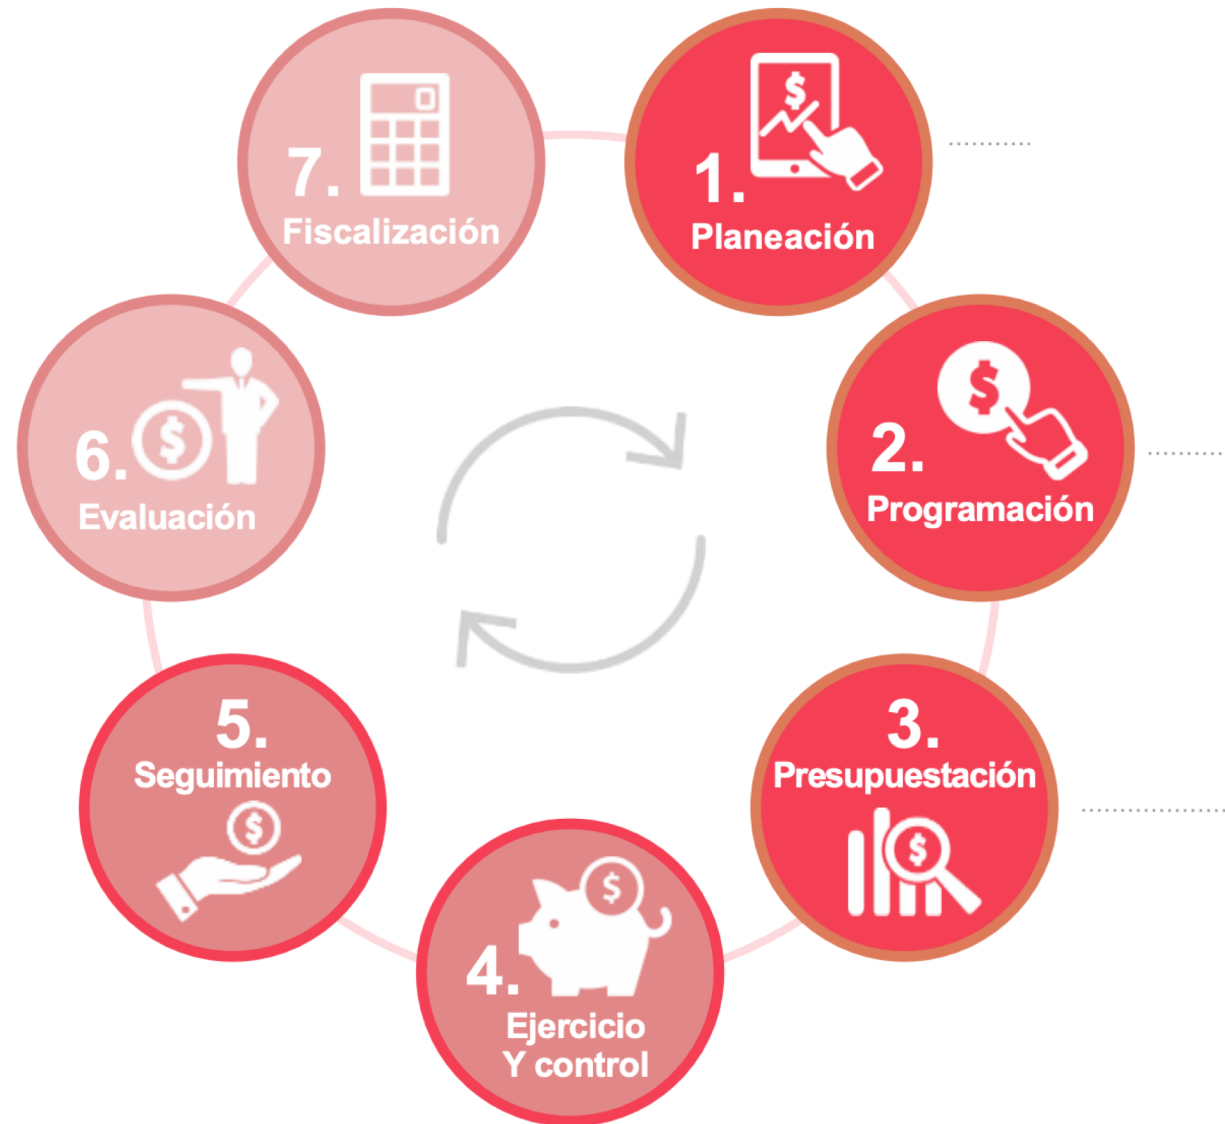 1.
Planeación
2.
Programación
3.
Presupuestación
4.
Ejercicio
Y control
5.
Seguimiento
6.
Evaluación
7.
Fiscalización